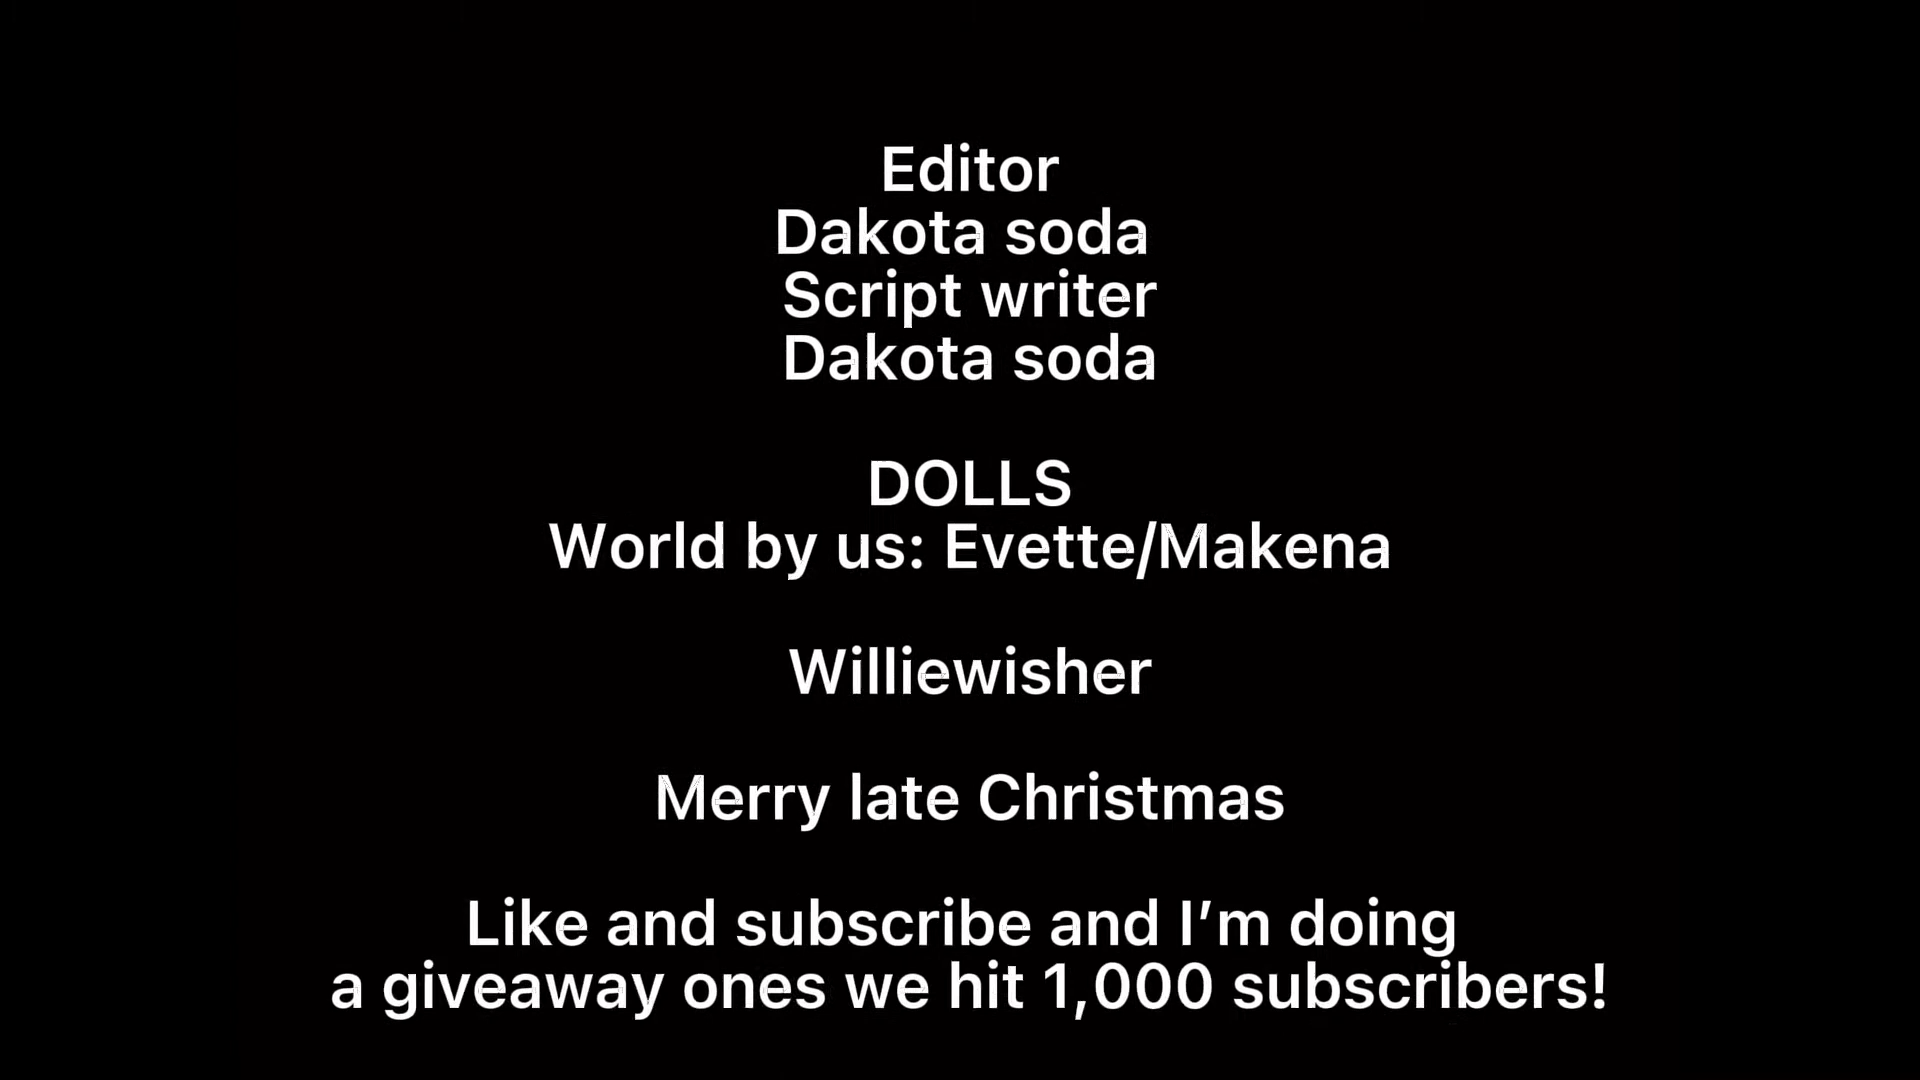 Editor
Dakota soda
Script writer
Dakota soda
DOLLS
World by us: Evette/Makena
Williewisher
Merry late Christmas
Like and subscribe and I’m doing
a giveaway ones we hit 1,000 subscribers!